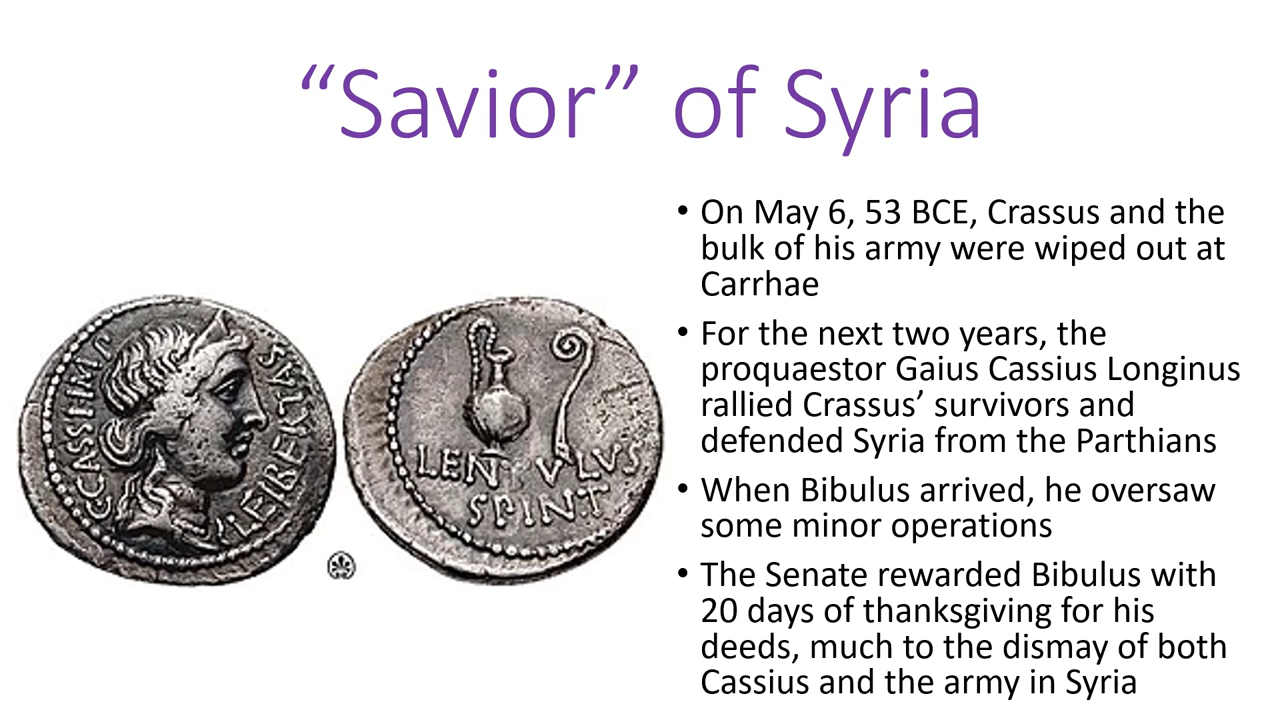 “Savior” of Syria
• On May 6, 53 BCE, Crassus and the
bulk of his army were wiped out at
Carrhae
• For the next two years, the
proquaestor Gaius Cassius Longinus
rallied Crassus’ survivors and
defended Syria from the Parthians
• When Bibulus arrived, he oversaw
some minor operations
• The Senate rewarded Bibulus with
20 days of thanksgiving for his
deeds, much to the dismay of both
Cassius and the army in Syria
C·CASSI·IMP
LEIBERTAS
LENTVLVS
SPINT